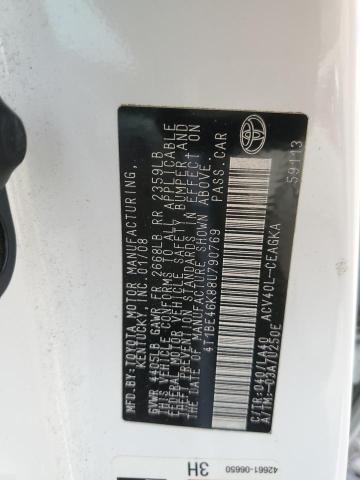 MFD. BY: TOYOTA MOTOR MANUFACTURING
KENTUCKY, INC. 01/08
GVWR 4405LB GAWR FR 2668LB RR 2359LB
THIS VEHICLE CONFORMS TO ALL APPLICABLE
FEDERAL MOTOR VEHICLE SAFETY, BUMPER, AND
THEFT PREVENTION STANDARDS IN EFFECT ON
THE DATE OF MANUFACTURE SHOWN ABOVE.
4T1BE46K88U790769 PASS.CAR
C/TR:040/LA40 ACV40L-CEAGKA
A/TM:-03A/U250E
59113
42661-06650
3H